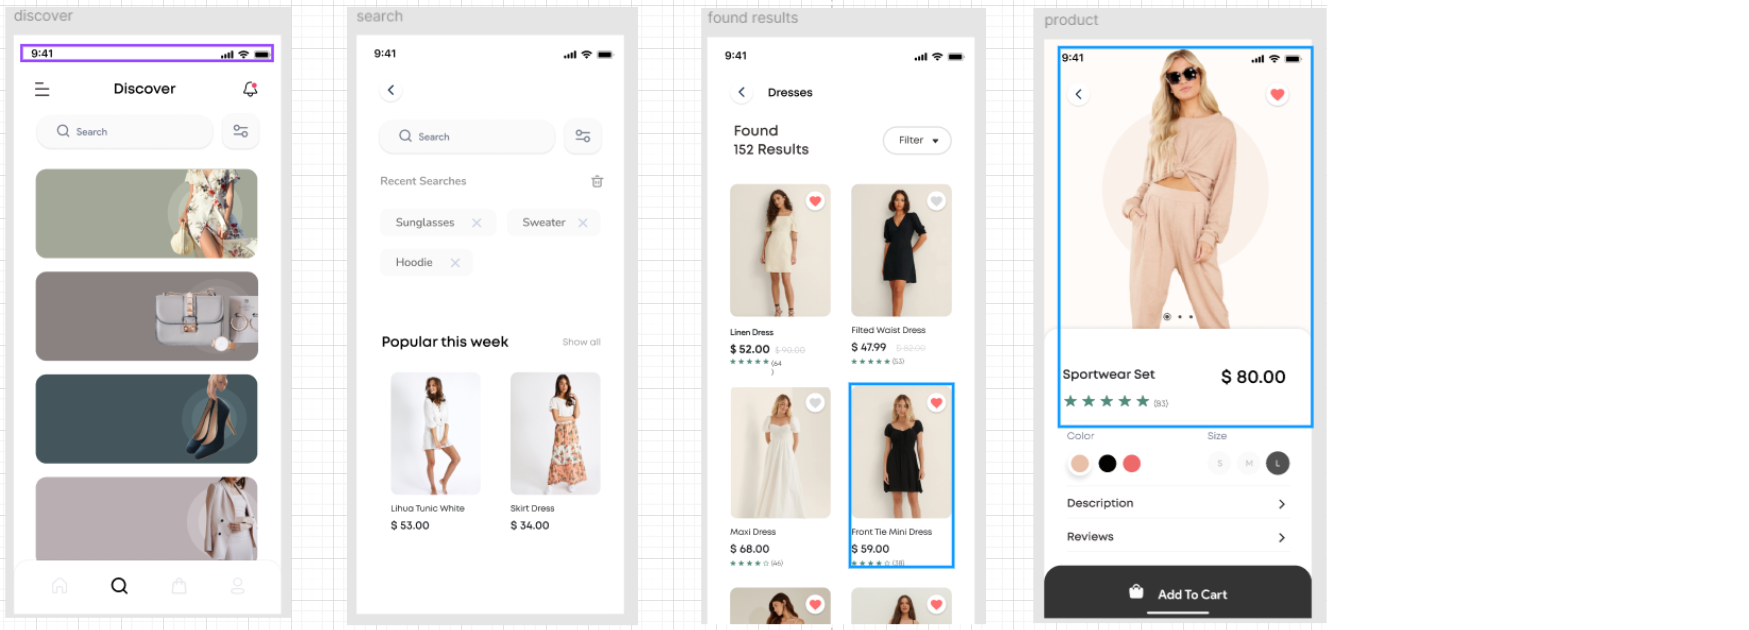 discover
9:41
Discover
Search
search
9:41
Search
Recent Searches
Sunglasses
Sweater
Hoodie
Popular this week
Show all
Lihua Tunic White
$ 53.00
Skirt Dress
$ 34.00
found results
9:41
Dresses
Found
152 Results
Filter
Linen Dress
$ 52.00 $ 90.00
(64
)
Filted Waist Dress
$ 47.99 $ 82.00
(53)
Maxi Dress
$ 68.00
(46)
Front Tie Mini Dress
$ 59.00
(38)
product
9:41
Sportwear Set
$ 80.00
(83)
Color
Size
S
M
L
Description
Reviews
Add To Cart